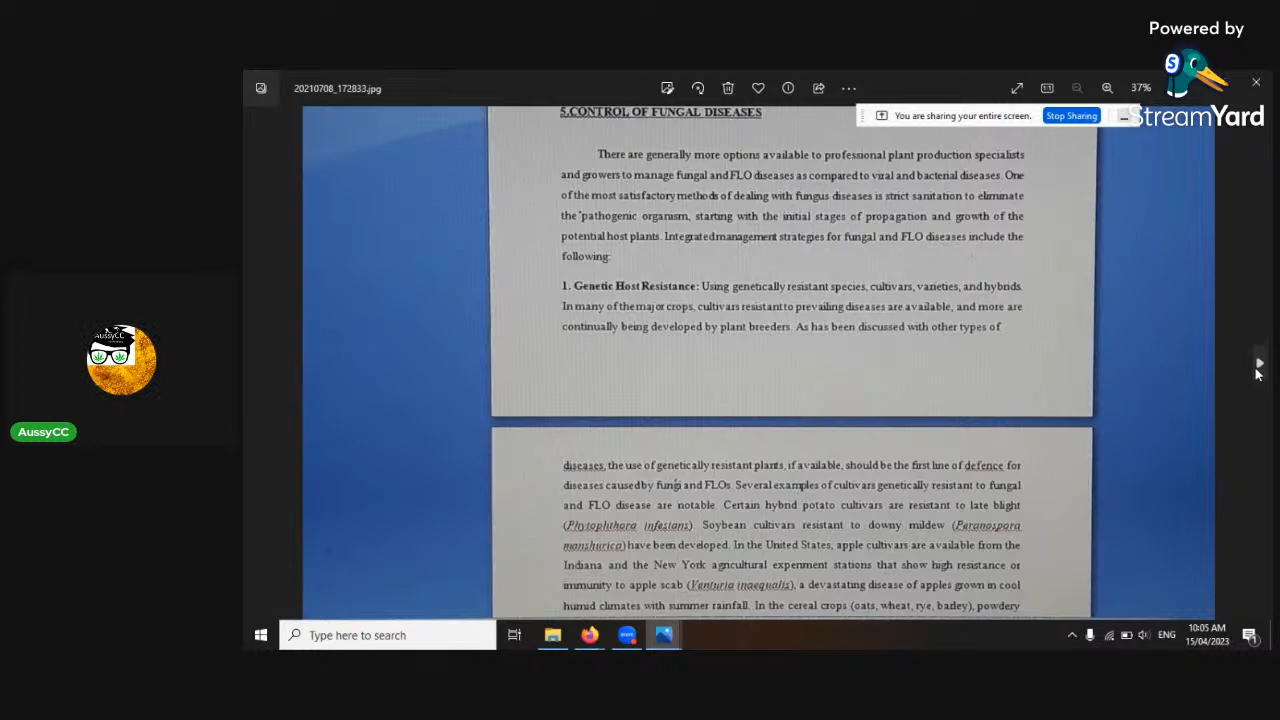 Powered by
StreamYard
20210708_172833.jpg
37%
You are sharing your entire screen.
Stop Sharing
5.CONTROL OF FUNGAL DISEASES
There are generally more options available to professional plant production specialists
and growers to manage fungal and FLO diseases as compared to viral and bacterial diseases. One
of the most satisfactory methods of dealing with fungus diseases is strict sanitation to eliminate
the pathogenic organism, starting with the initial stages of propagation and growth of the
potential host plants. Integrated management strategies for fungal and FLO diseases include the
following:
1. Genetic Host Resistance: Using genetically resistant species, cultivars, varieties, and hybrids.
In many of the major crops, cultivars resistant to prevailing diseases are available, and more are
continually being developed by plant breeders. As has been discussed with other types of
diseases, the use of genetically resistant plants, if available, should be the first line of defence for
diseases caused by fungi and FLOs. Several examples of cultivars genetically resistant to fungal
and FLO disease are notable. Certain hybrid potato cultivars are resistant to late blight
(Phytophthora infestans). Soybean cultivars resistant to downy mildew (Peranospora
manshurica) have been developed. In the United States, apple cultivars are available from the
Indiana and the New York agricultural experiment stations that show high resistance or
immunity to apple scab (Venturia inaequalis), a devastating disease of apples grown in cool
humid climates with summer rainfall. In the cereal crops (oats, wheat, rye, barley), powdery
AussyCC
AussyCC
Type here to search
zoom
ENG
10:05 AM
15/04/2023